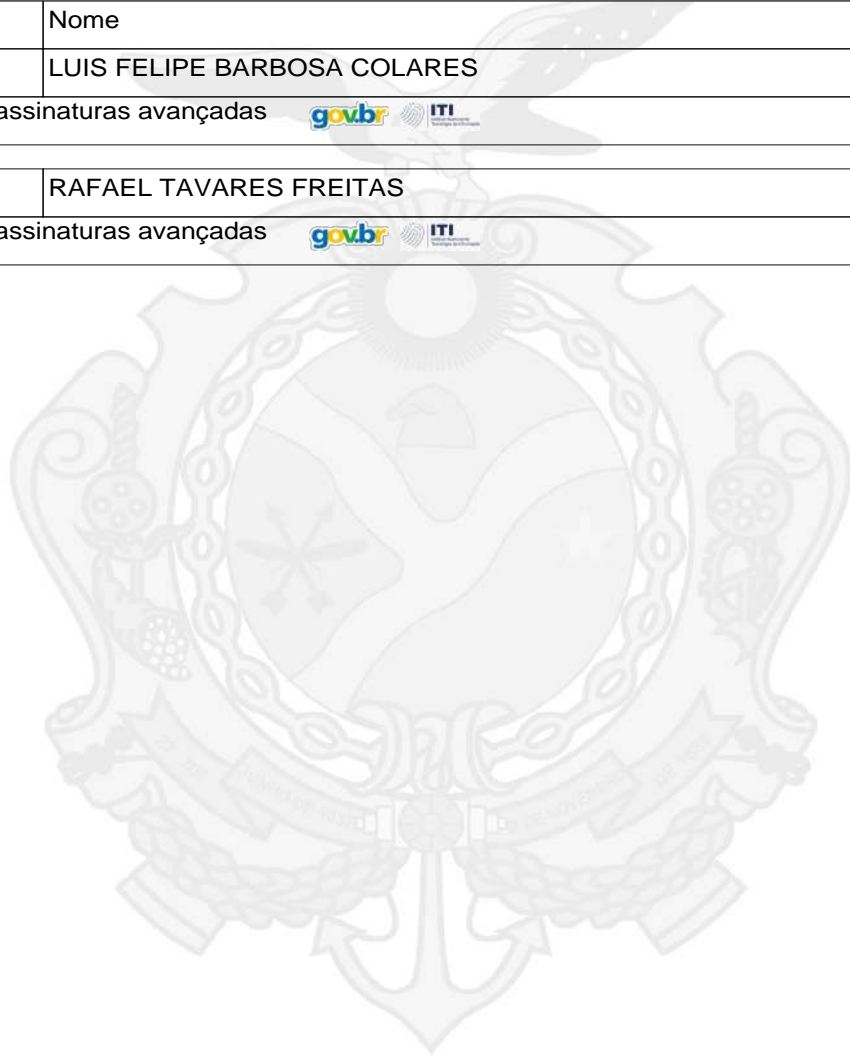 Nome
LUIS FELIPE BARBOSA COLARES
assinaturas avançadas gov.br ITI
RAFAEL TAVARES FREITAS
assinaturas avançadas gov.br ITI